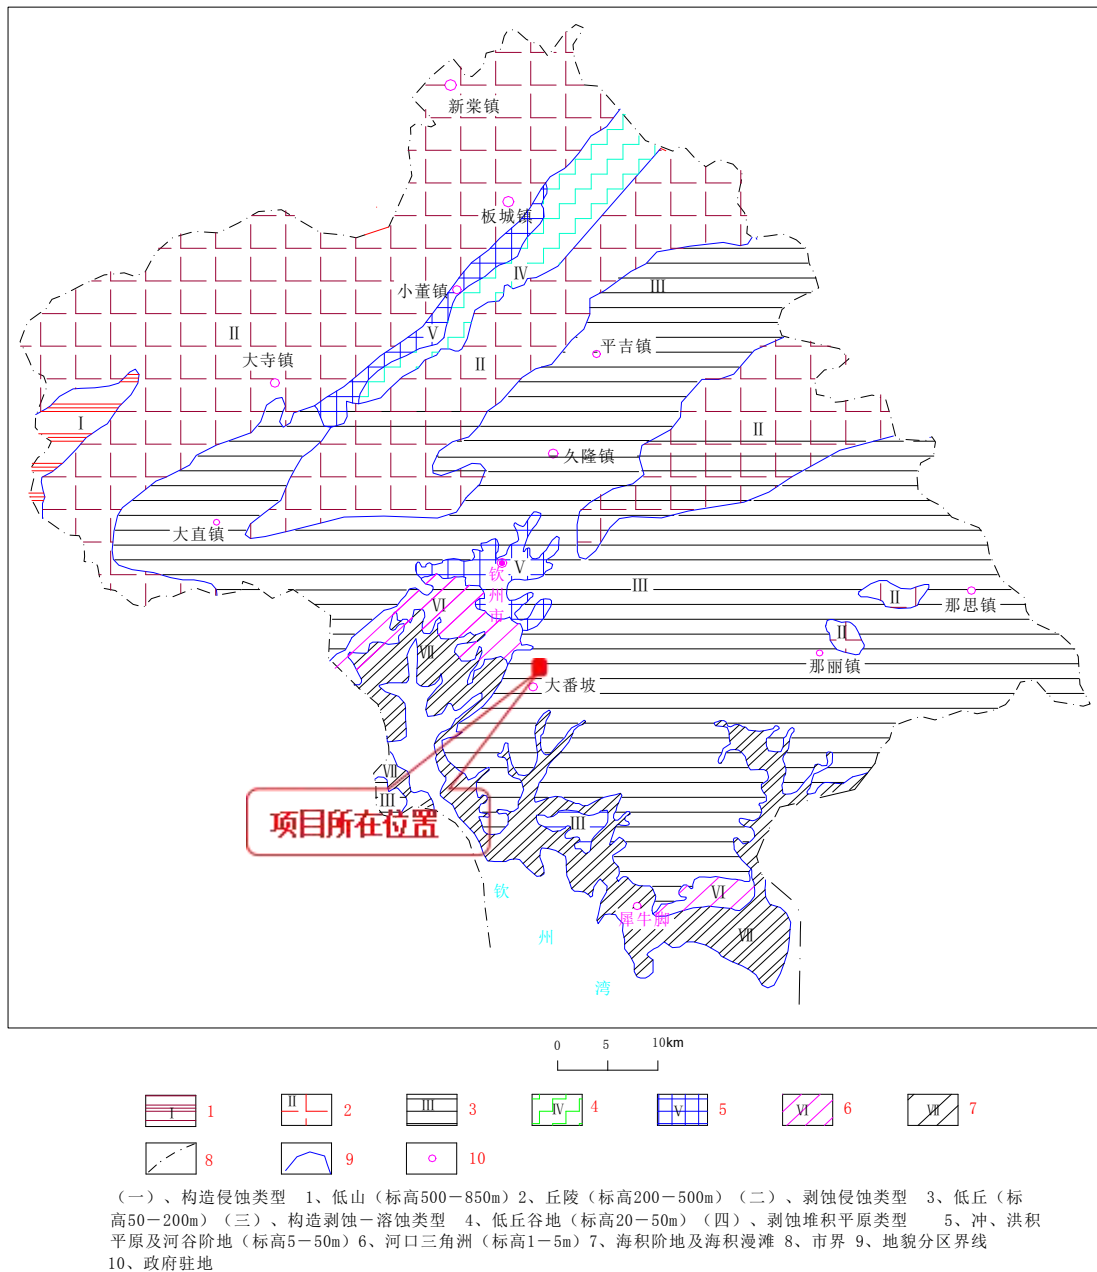 新棠镇
板城镇
Ⅳ
小董镇
Ⅲ
Ⅱ
Ⅴ
平吉镇
大寺镇
Ⅱ
Ⅰ
Ⅱ
久隆镇
大直镇
Ⅴ
钦州市
Ⅲ
Ⅱ
那思镇
Ⅵ
Ⅱ
Ⅶ
那丽镇
大番坡
Ⅶ
Ⅲ
项目所在位置
Ⅲ
钦州湾
Ⅵ
犀牛脚
Ⅶ
0 5 10km
Ⅰ 1 Ⅱ 2 Ⅲ 3 Ⅳ 4 Ⅴ 5 Ⅵ 6 Ⅶ 7
8 9 10
（一）、构造侵蚀类型 1、低山（标高500－850m）2、丘陵（标高200－500m）（二）、剥蚀侵蚀类型 3、低丘（标
高50－200m）（三）、构造剥蚀－溶蚀类型 4、低丘谷地（标高20－50m）（四）、剥蚀堆积平原类型 5、冲、洪积
平原及河谷阶地（标高5－50m）6、河口三角洲（标高1－5m）7、海积阶地及海积漫滩 8、市界 9、地貌分区界线
10、政府驻地